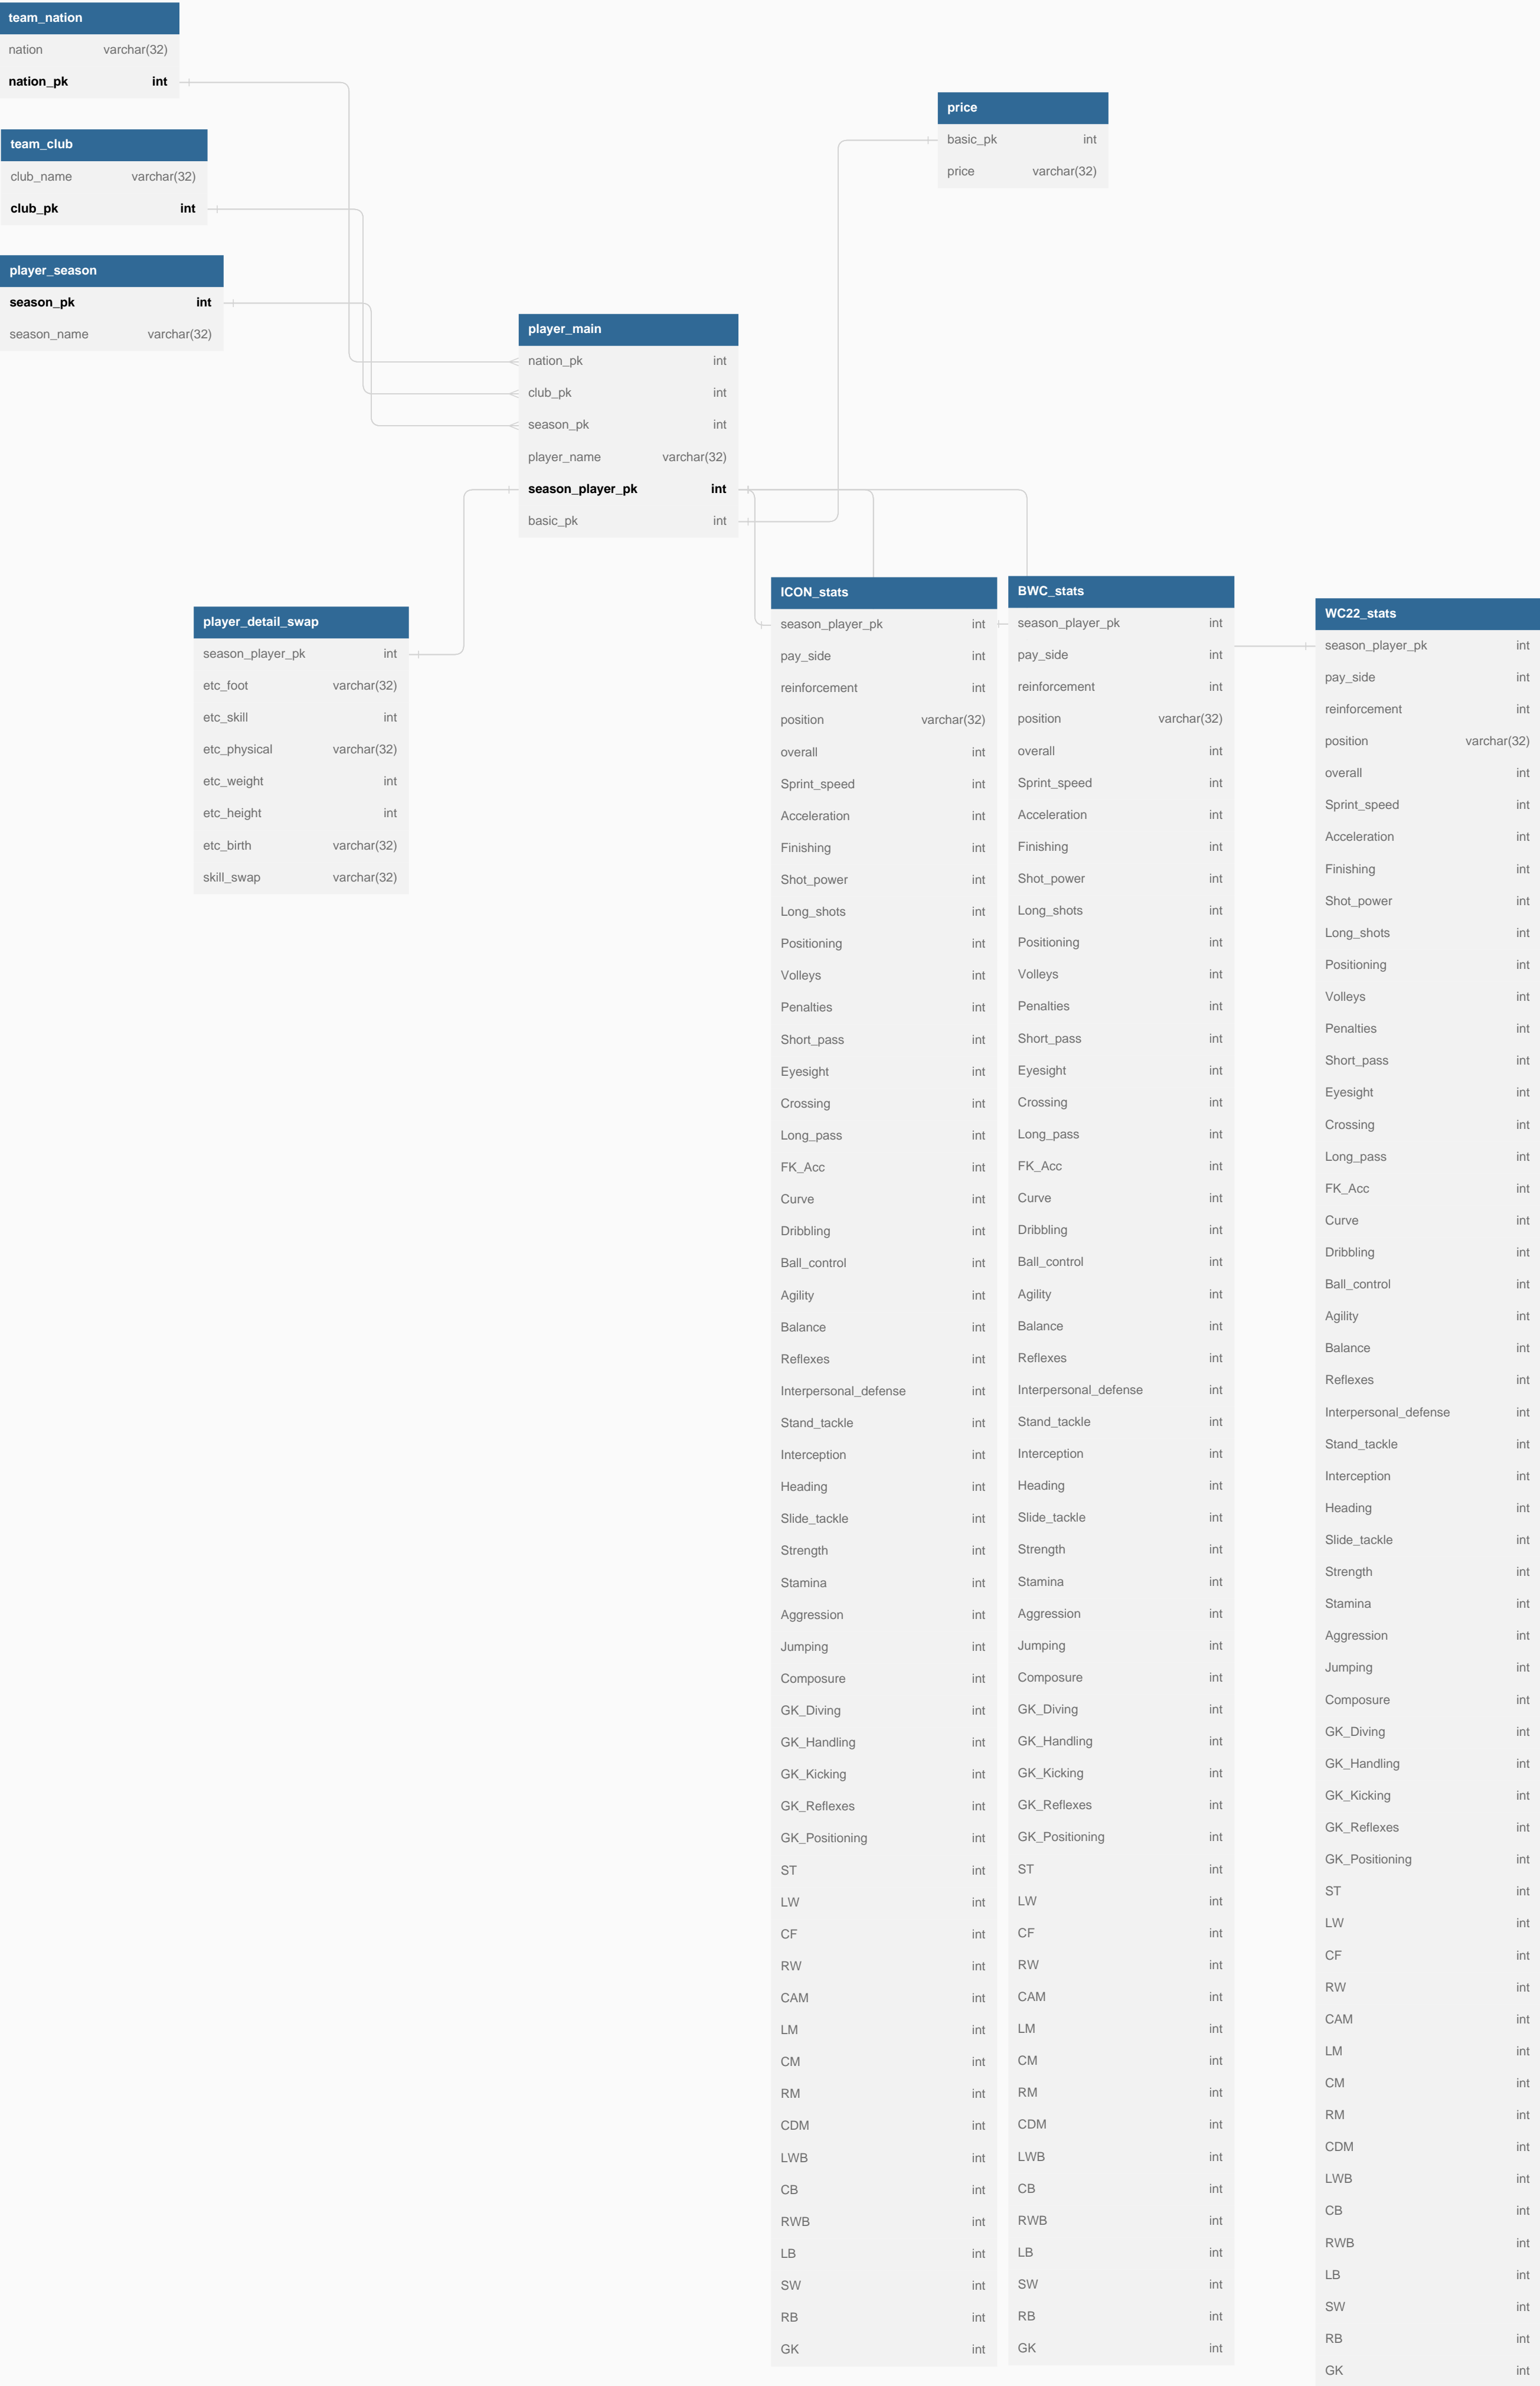 team_nation
nation varchar(32)
nation_pk int
team_club
club_name varchar(32)
club_pk int
player_season
season_pk int
season_name varchar(32)
price
basic_pk int
price varchar(32)
player_main
nation_pk int
club_pk int
season_pk int
player_name varchar(32)
season_player_pk int
basic_pk int
player_detail_swap
season_player_pk int
etc_foot varchar(32)
etc_skill int
etc_physical varchar(32)
etc_weight int
etc_height int
etc_birth varchar(32)
skill_swap varchar(32)
ICON_stats
season_player_pk int
pay_side int
reinforcement int
position varchar(32)
overall int
Sprint_speed int
Acceleration int
Finishing int
Shot_power int
Long_shots int
Positioning int
Volleys int
Penalties int
Short_pass int
Eyesight int
Crossing int
Long_pass int
FK_Acc int
Curve int
Dribbling int
Ball_control int
Agility int
Balance int
Reflexes int
Interpersonal_defense int
Stand_tackle int
Interception int
Heading int
Slide_tackle int
Strength int
Stamina int
Aggression int
Jumping int
Composure int
GK_Diving int
GK_Handling int
GK_Kicking int
GK_Reflexes int
GK_Positioning int
ST int
LW int
CF int
RW int
CAM int
LM int
CM int
RM int
CDM int
LWB int
CB int
RWB int
LB int
SW int
RB int
GK int
BWC_stats
season_player_pk int
pay_side int
reinforcement int
position varchar(32)
overall int
Sprint_speed int
Acceleration int
Finishing int
Shot_power int
Long_shots int
Positioning int
Volleys int
Penalties int
Short_pass int
Eyesight int
Crossing int
Long_pass int
FK_Acc int
Curve int
Dribbling int
Ball_control int
Agility int
Balance int
Reflexes int
Interpersonal_defense int
Stand_tackle int
Interception int
Heading int
Slide_tackle int
Strength int
Stamina int
Aggression int
Jumping int
Composure int
GK_Diving int
GK_Handling int
GK_Kicking int
GK_Reflexes int
GK_Positioning int
ST int
LW int
CF int
RW int
CAM int
LM int
CM int
RM int
CDM int
LWB int
CB int
RWB int
LB int
SW int
RB int
GK int
WC22_stats
season_player_pk int
pay_side int
reinforcement int
position varchar(32)
overall int
Sprint_speed int
Acceleration int
Finishing int
Shot_power int
Long_shots int
Positioning int
Volleys int
Penalties int
Short_pass int
Eyesight int
Crossing int
Long_pass int
FK_Acc int
Curve int
Dribbling int
Ball_control int
Agility int
Balance int
Reflexes int
Interpersonal_defense int
Stand_tackle int
Interception int
Heading int
Slide_tackle int
Strength int
Stamina int
Aggression int
Jumping int
Composure int
GK_Diving int
GK_Handling int
GK_Kicking int
GK_Reflexes int
GK_Positioning int
ST int
LW int
CF int
RW int
CAM int
LM int
CM int
RM int
CDM int
LWB int
CB int
RWB int
LB int
SW int
RB int
GK int